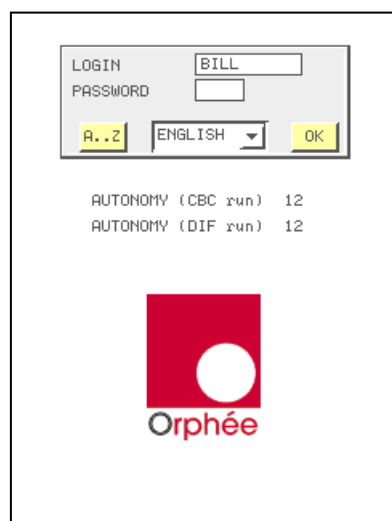 LOGIN BILL
PASSWORD
A..Z ENGLISH OK
AUTONOMY (CBC run) 12
AUTONOMY (DIF run) 12
Orphée